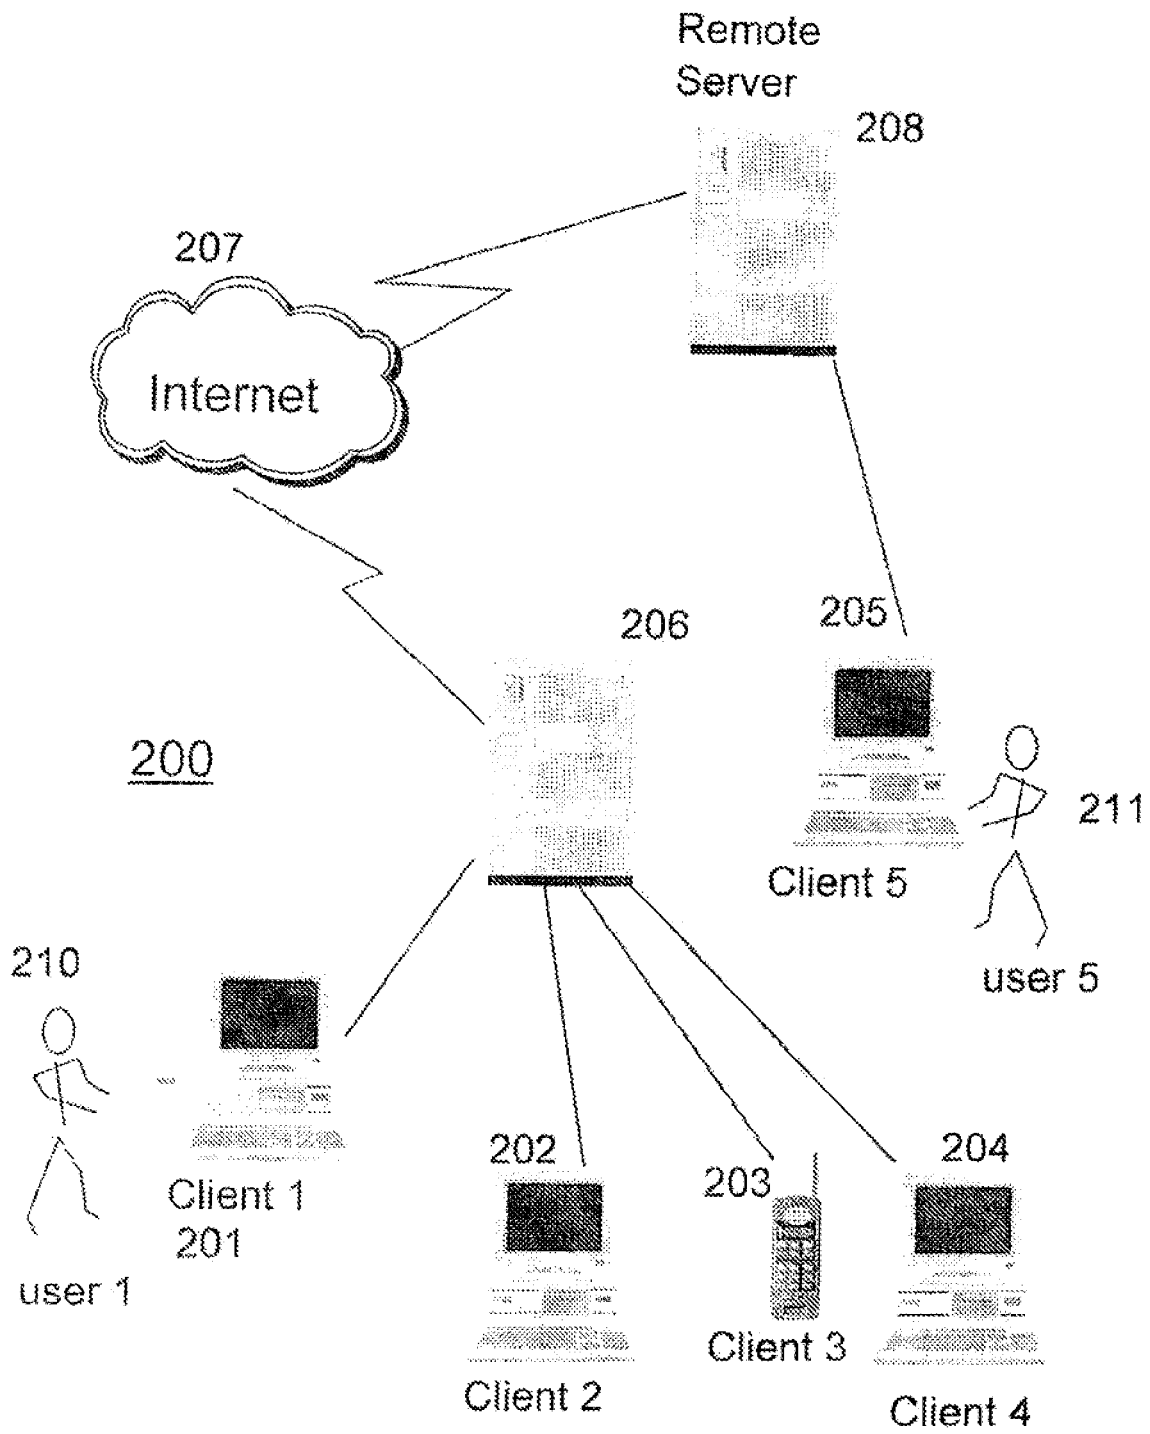 Remote
Server
208
207
Internet
206
205
200
211
Client 5
user 5
210
Client 1
201
user 1
202
203
204
Client 2
Client 3
Client 4